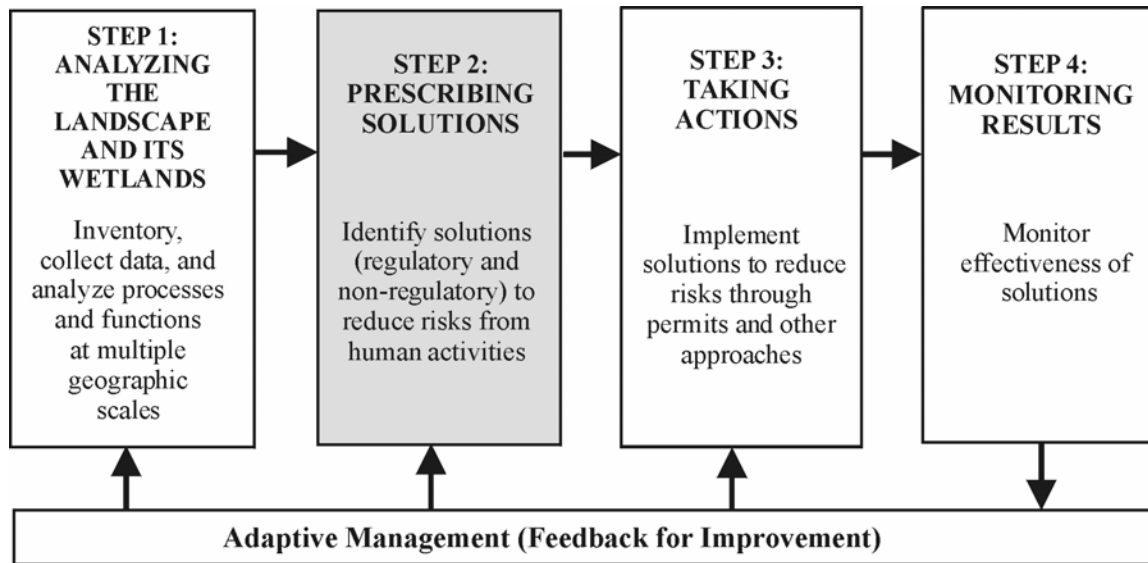 STEP 1:
ANALYZING
THE
LANDSCAPE
AND ITS
WETLANDS
Inventory,
collect data, and
analyze processes
and functions
at multiple
geographic
scales
STEP 2:
PRESCRIBING
SOLUTIONS
Identify solutions
(regulatory and
non-regulatory) to
reduce risks from
human activities
STEP 3:
TAKING
ACTIONS
Implement
solutions to reduce
risks through
permits and other
approaches
STEP 4:
MONITORING
RESULTS
Monitor
effectiveness of
solutions
Adaptive Management (Feedback for Improvement)